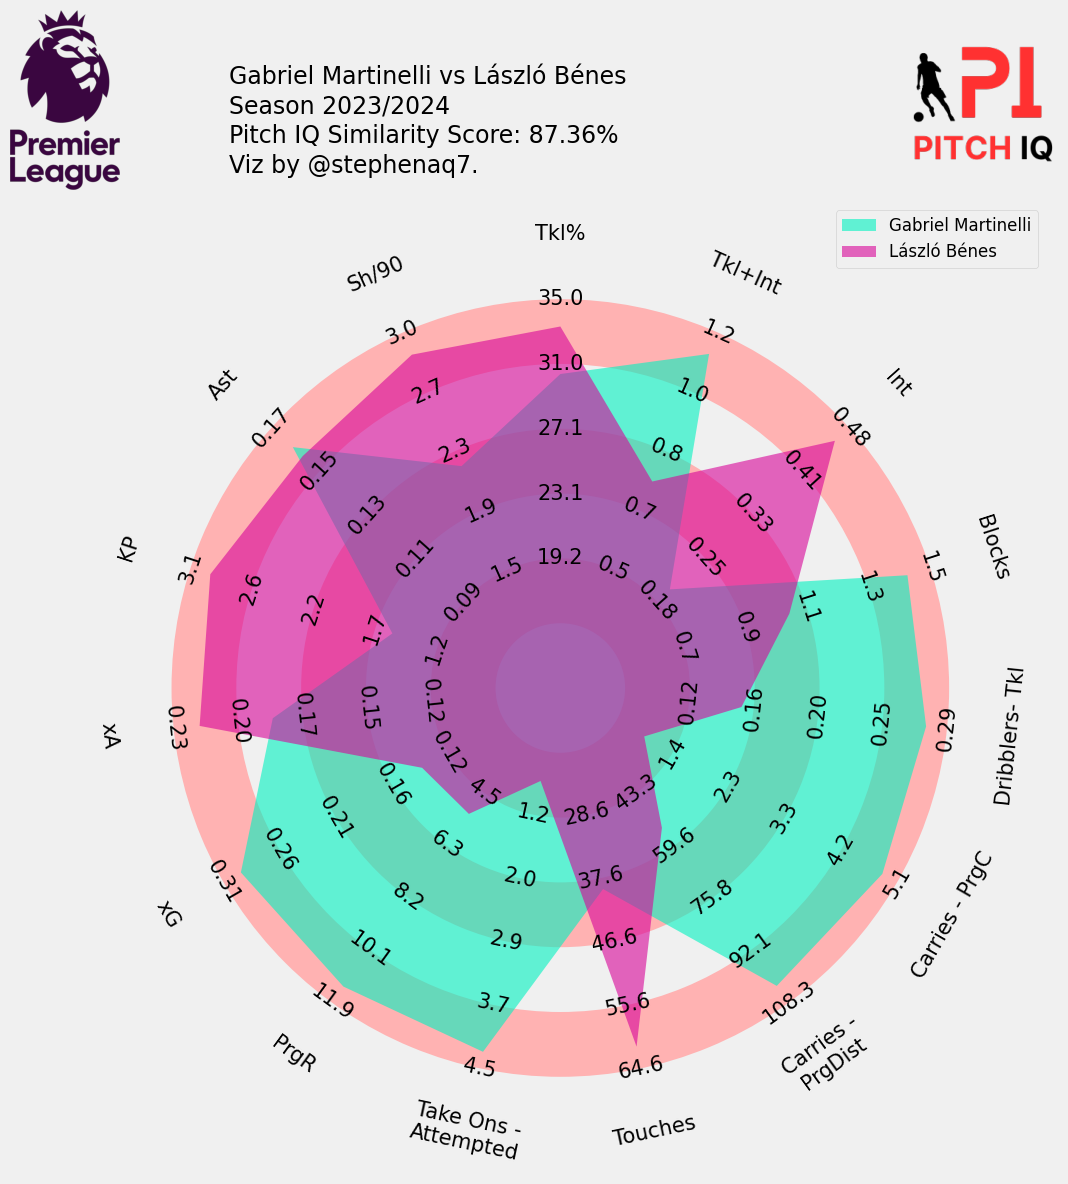 Premier
League
Gabriel Martinelli vs László Bénes
Season 2023/2024
Pitch IQ Similarity Score: 87.36%
Viz by @stephenaq7.
PI
PITCH IQ
Gabriel Martinelli
László Bénes
Tkl%
35.0
31.0
27.1
23.1
19.2
Tkl+Int
1.2
1.0
0.8
0.7
0.5
Int
0.48
0.41
0.33
0.25
0.18
Blocks
1.5
1.3
1.1
0.9
0.7
Dribblers- Tkl
0.29
0.25
0.20
0.16
0.12
Carries - PrgC
5.1
4.2
3.3
2.3
1.4
Carries -
PrgDist
108.3
92.1
75.8
59.6
43.3
Touches
64.6
55.6
46.6
37.6
28.6
Take Ons -
Attempted
4.5
3.7
2.9
2.0
1.2
PrgR
11.9
10.1
8.2
6.3
4.5
xG
0.31
0.26
0.21
0.16
0.12
xA
0.23
0.20
0.17
0.15
0.12
KP
3.1
2.6
2.2
1.7
1.2
Ast
0.17
0.15
0.13
0.11
0.09
Sh/90
3.0
2.7
2.3
1.9
1.5